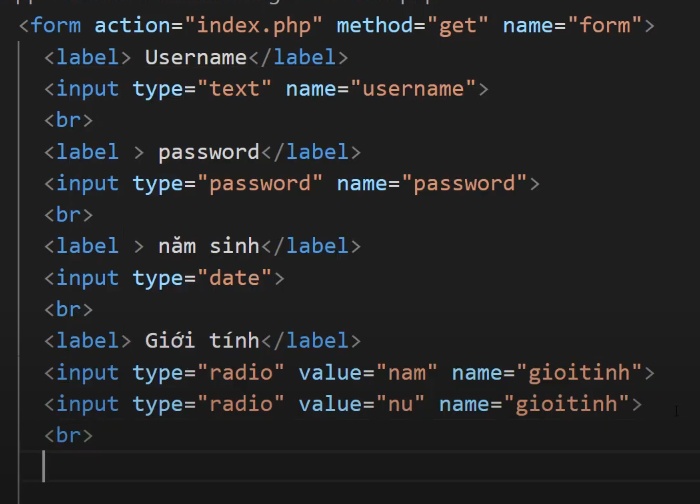 <form action="index.php" method="get" name="form">
<label> Username</label>
<input type="text" name="username">
<br>
<label > password</label>
<input type="password" name="password">
<br>
<label > năm sinh</label>
<input type="date">
<br>
<label> Giới tính</label>
<input type="radio" value="nam" name="gioitinh">
<input type="radio" value="nu" name="gioitinh">
<br>